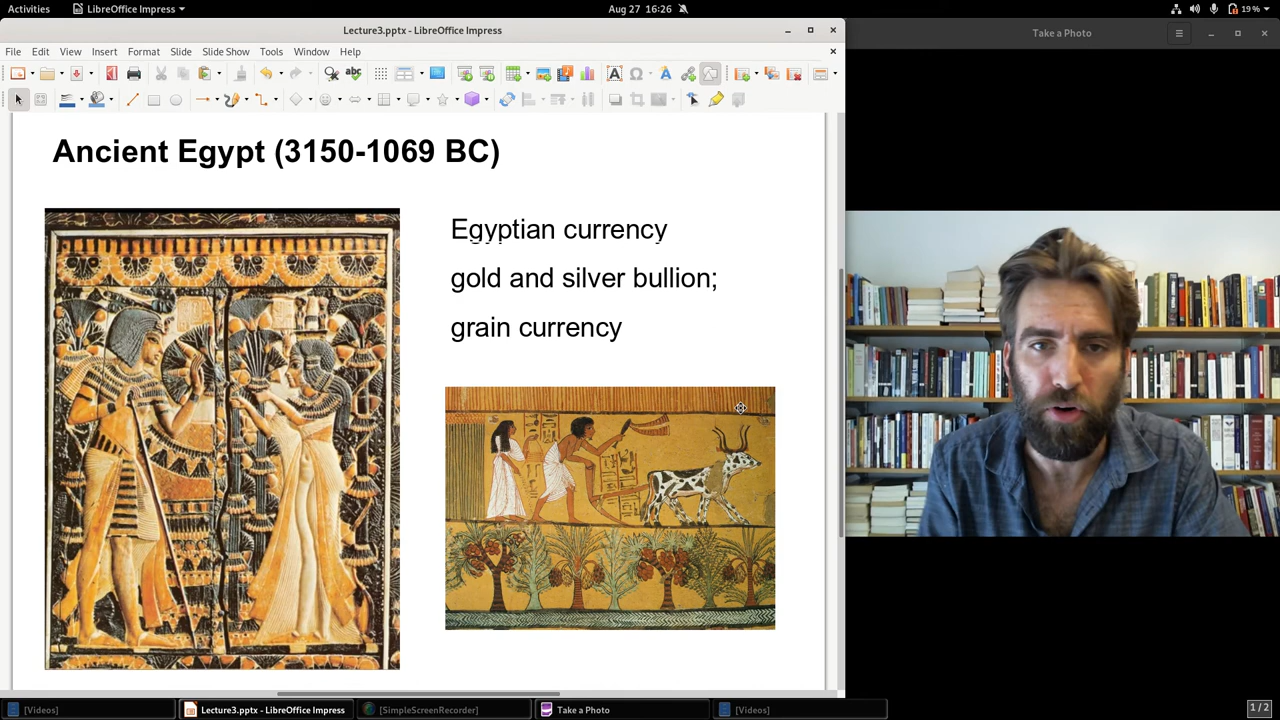 Activities
LibreOffice Impress
Aug 27 16:26
19%
Lecture3.pptx - LibreOffice Impress
Take a Photo
File Edit View Insert Format Slide Slide Show Tools Window Help
abc
Ancient Egypt (3150-1069 BC)
Egyptian currency
gold and silver bullion;
grain currency
[Videos]
Lecture3.pptx - LibreOffice Impress
[SimpleScreenRecorder]
Take a Photo
[Videos]
1 / 2